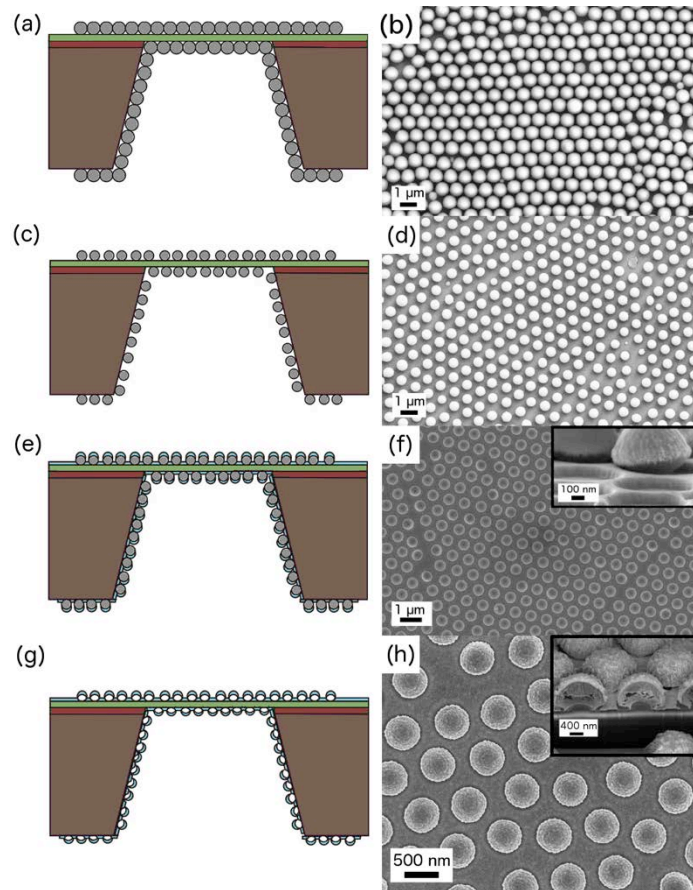 (a)
(b)
1 µm
(c)
(d)
1 µm
(e)
(f)
100 nm
1 µm
(g)
(h)
400 nm
500 nm